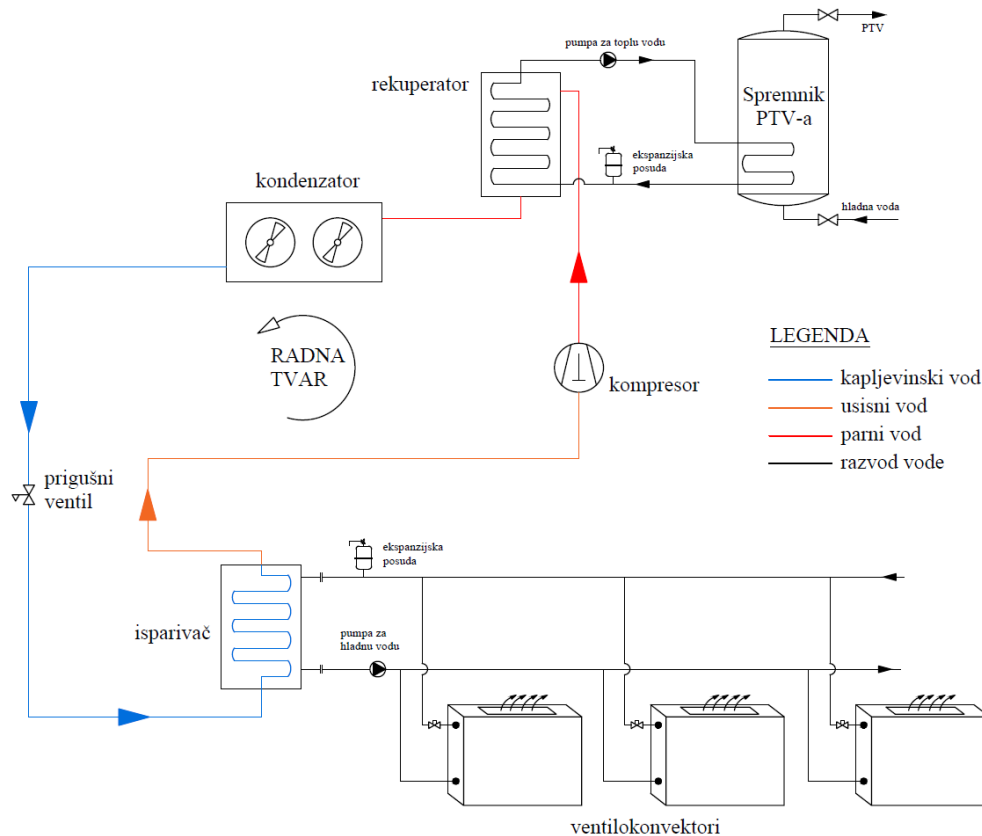 PTV
pumpa za toplu vodu
rekuperator
Spremnik
PTV-a
ekspanzijska
posuda
kondenzator
hladna voda
RADNA
TVAR
kompresor
LEGENDA
kapljevinski vod
usisni vod
parni vod
razvod vode
prigušni
ventil
ekspanzijska
posuda
isparivač
pumpa za
hladnu vodu
ventilokonvektori